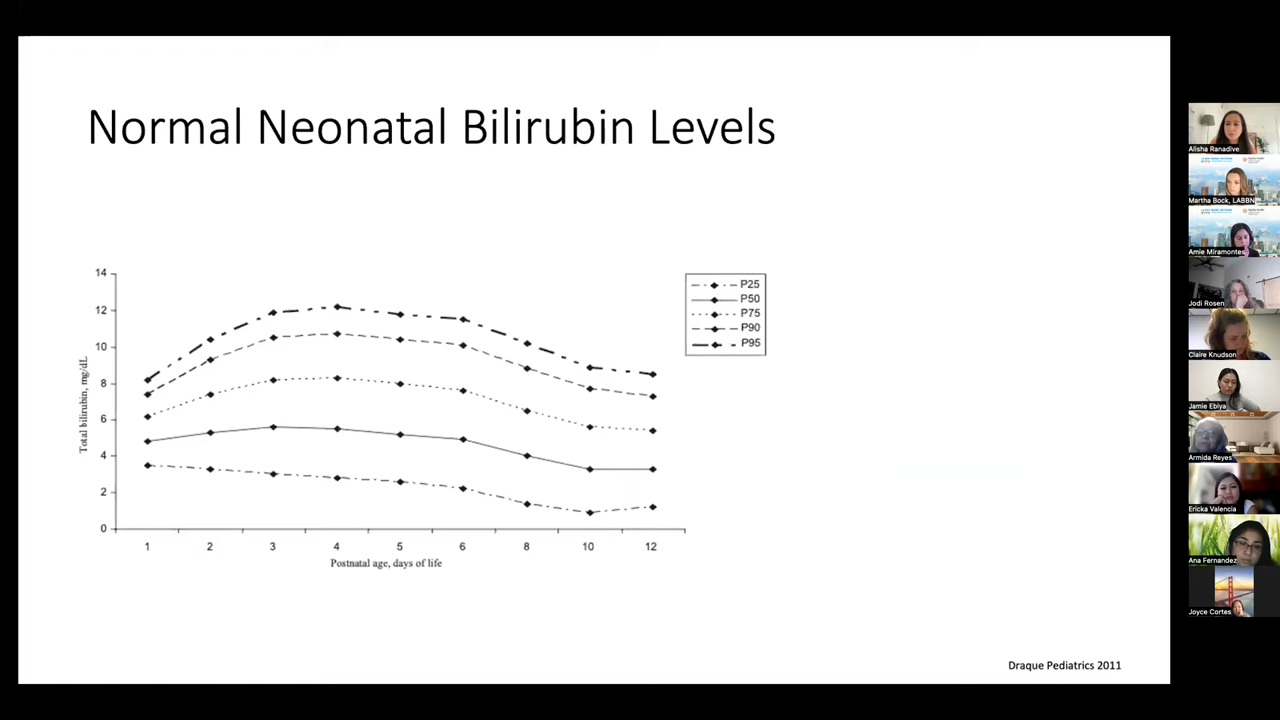 Normal Neonatal Bilirubin Levels
14
12
10
8
6
4
2
0
Total bilirubin, mg/dL
1 2 3 4 5 6 8 10 12
Postnatal age, days of life
P25
P50
P75
P90
P95
Draque Pediatrics 2011
Alisha Ranadive
Martha Bock, LABBN
Amie Miramontes
Jodi Rosen
Claire Knudson
Jamie Ebiya
Armida Reyes
Ericka Valencia
Ana Fernandez
Joyce Cortes